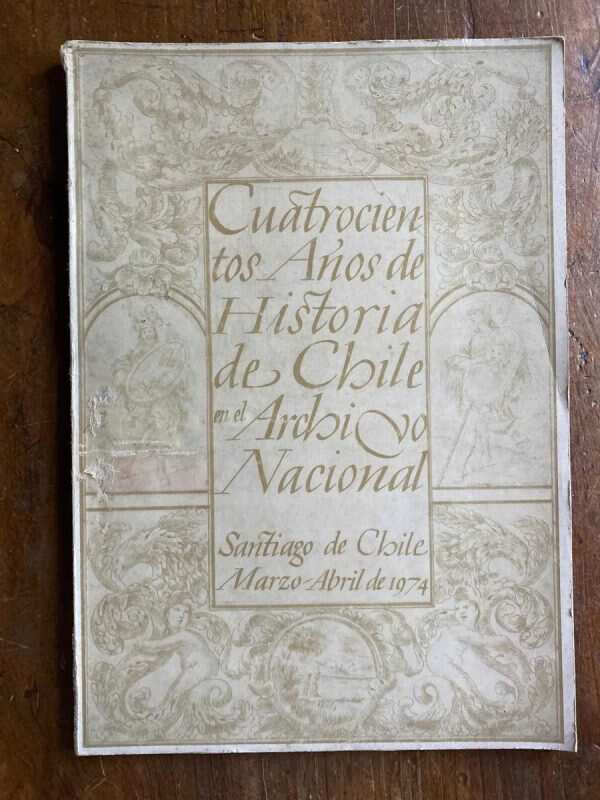 Cuatrocien-
tos Años de
Historia
de Chile
en el Archivo
Nacional
Santiago de Chile
Marzo-Abril de 1974